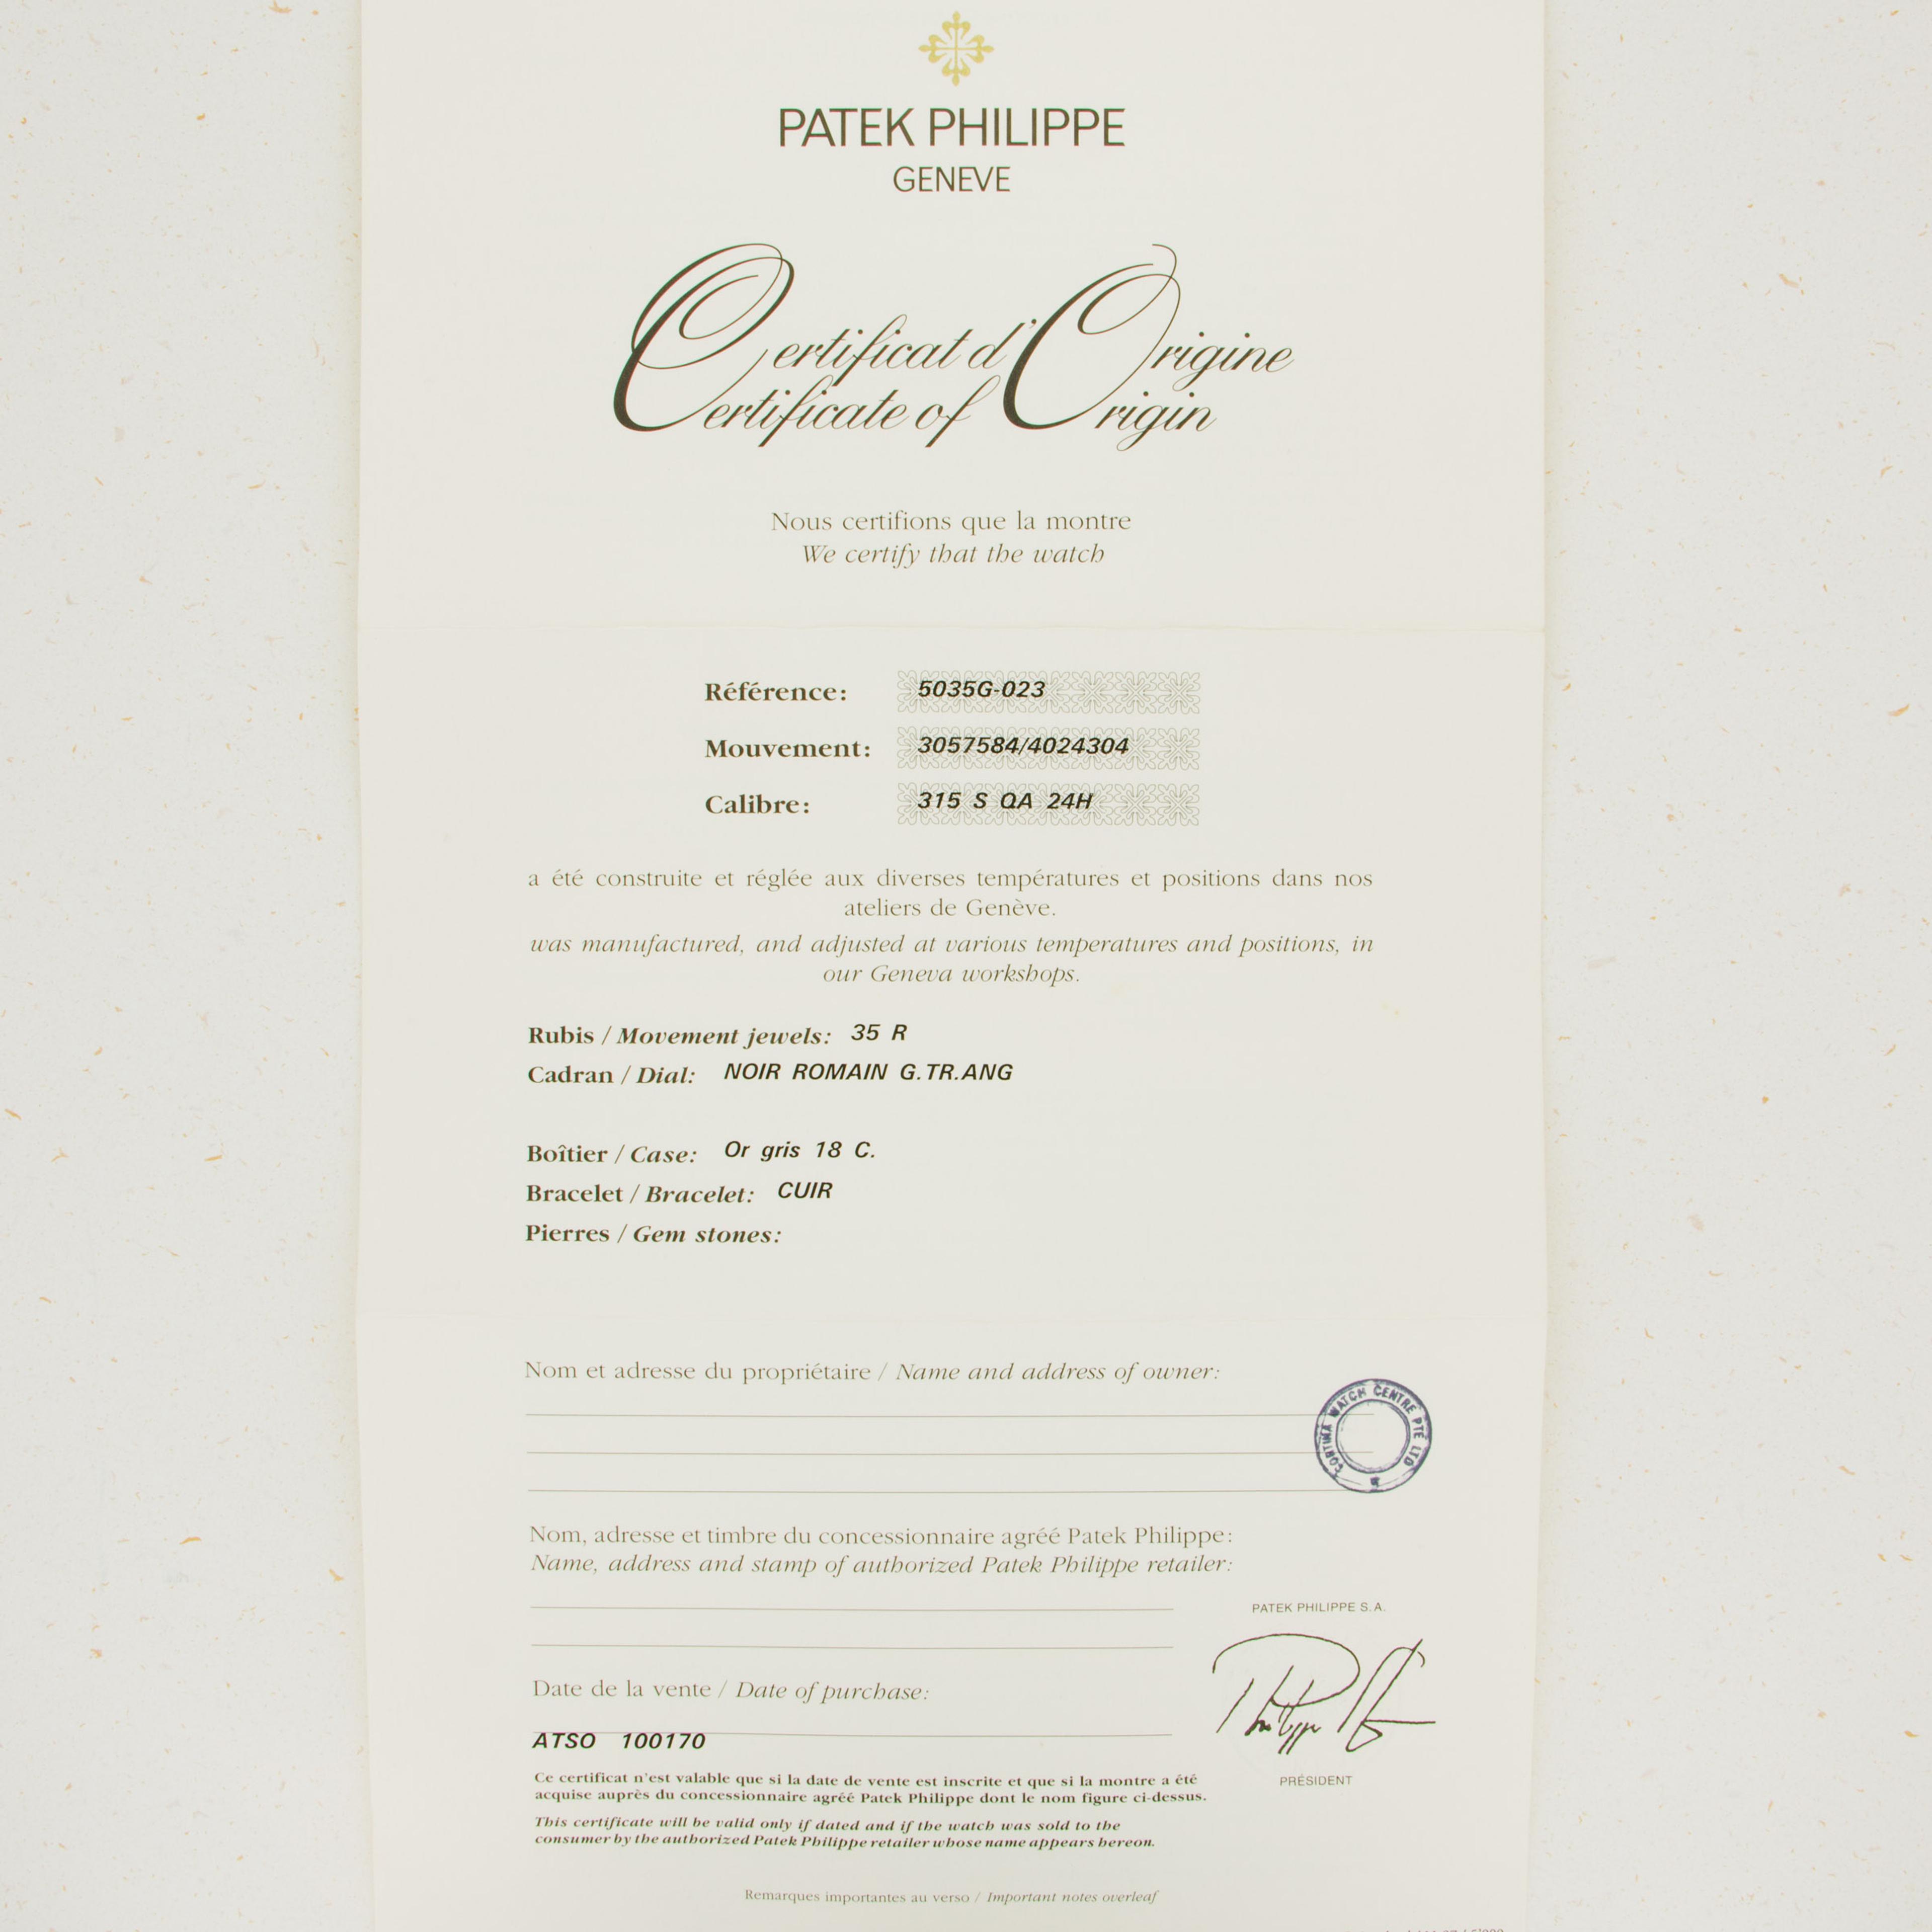 PATEK PHILIPPE
GENEVE
Certificat d'Origine
Certificate of Origin
Nous certifions que la montre
We certify that the watch
Référence: 5035G-023
Mouvement: 3057584/4024304
Calibre: 315 S QA 24H
a été construite et réglée aux diverses températures et positions dans nos
ateliers de Genève.
was manufactured, and adjusted at various temperatures and positions, in
our Geneva workshops.
Rubis / Movement jewels: 35 R
Cadran / Dial: NOIR ROMAIN G.TR.ANG
Boîtier / Case: Or gris 18 C.
Bracelet / Bracelet: CUIR
Pierres / Gem stones:
Nom et adresse du propriétaire / Name and address of owner:
CORTINA WATCH CENTRE PTE LTD
Nom, adresse et timbre du concessionnaire agréé Patek Philippe:
Name, address and stamp of authorized Patek Philippe retailer:
PATEK PHILIPPE S.A.
Date de la vente / Date of purchase:
ATSO 100170
PRÉSIDENT
Ce certificat n'est valable que si la date de vente est inscrite et que si la montre a été
acquise auprès du concessionnaire agréé Patek Philippe dont le nom figure ci-dessus.
This certificate will be valid only if dated and if the watch was sold to the
consumer by the authorized Patek Philippe retailer whose name appears hereon.
Remarques importantes au verso / Important notes overleaf